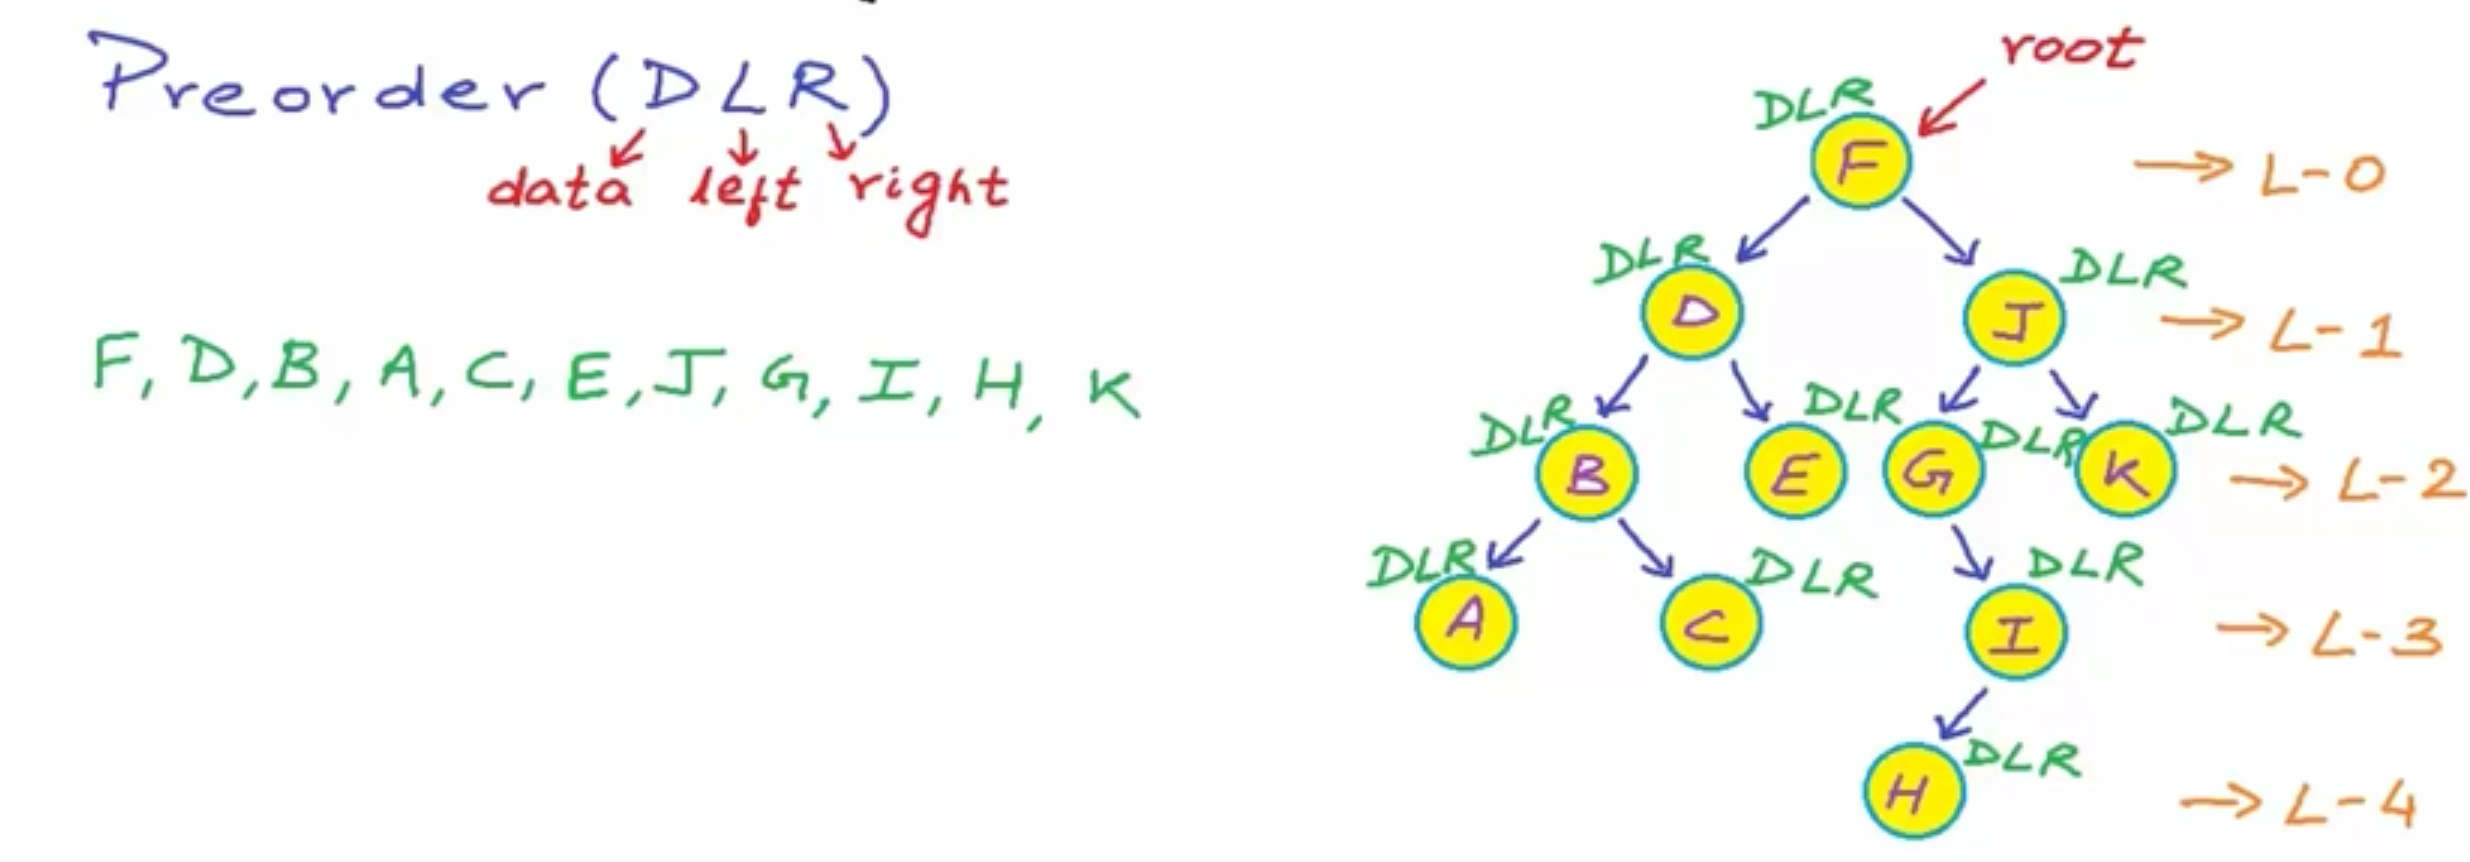 Preorder (DLR)
data left right
F, D, B, A, C, E, J, G, I, H, K
root
DLR
F
→ L-0
DLR
DLR
D
J
→ L-1
DLR
DLR
DLR
DLR
B
E
G
K
→ L-2
DLR
DLR
DLR
A
C
I
→ L-3
DLR
H
→ L-4